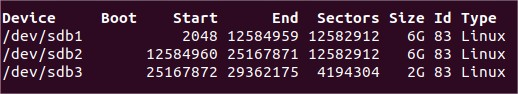 Device     Boot    Start      End  Sectors Size Id Type
/dev/sdb1           2048 12584959 12582912   6G 83 Linux
/dev/sdb2       12584960 25167871 12582912   6G 83 Linux
/dev/sdb3       25167872 29362175  4194304   2G 83 Linux